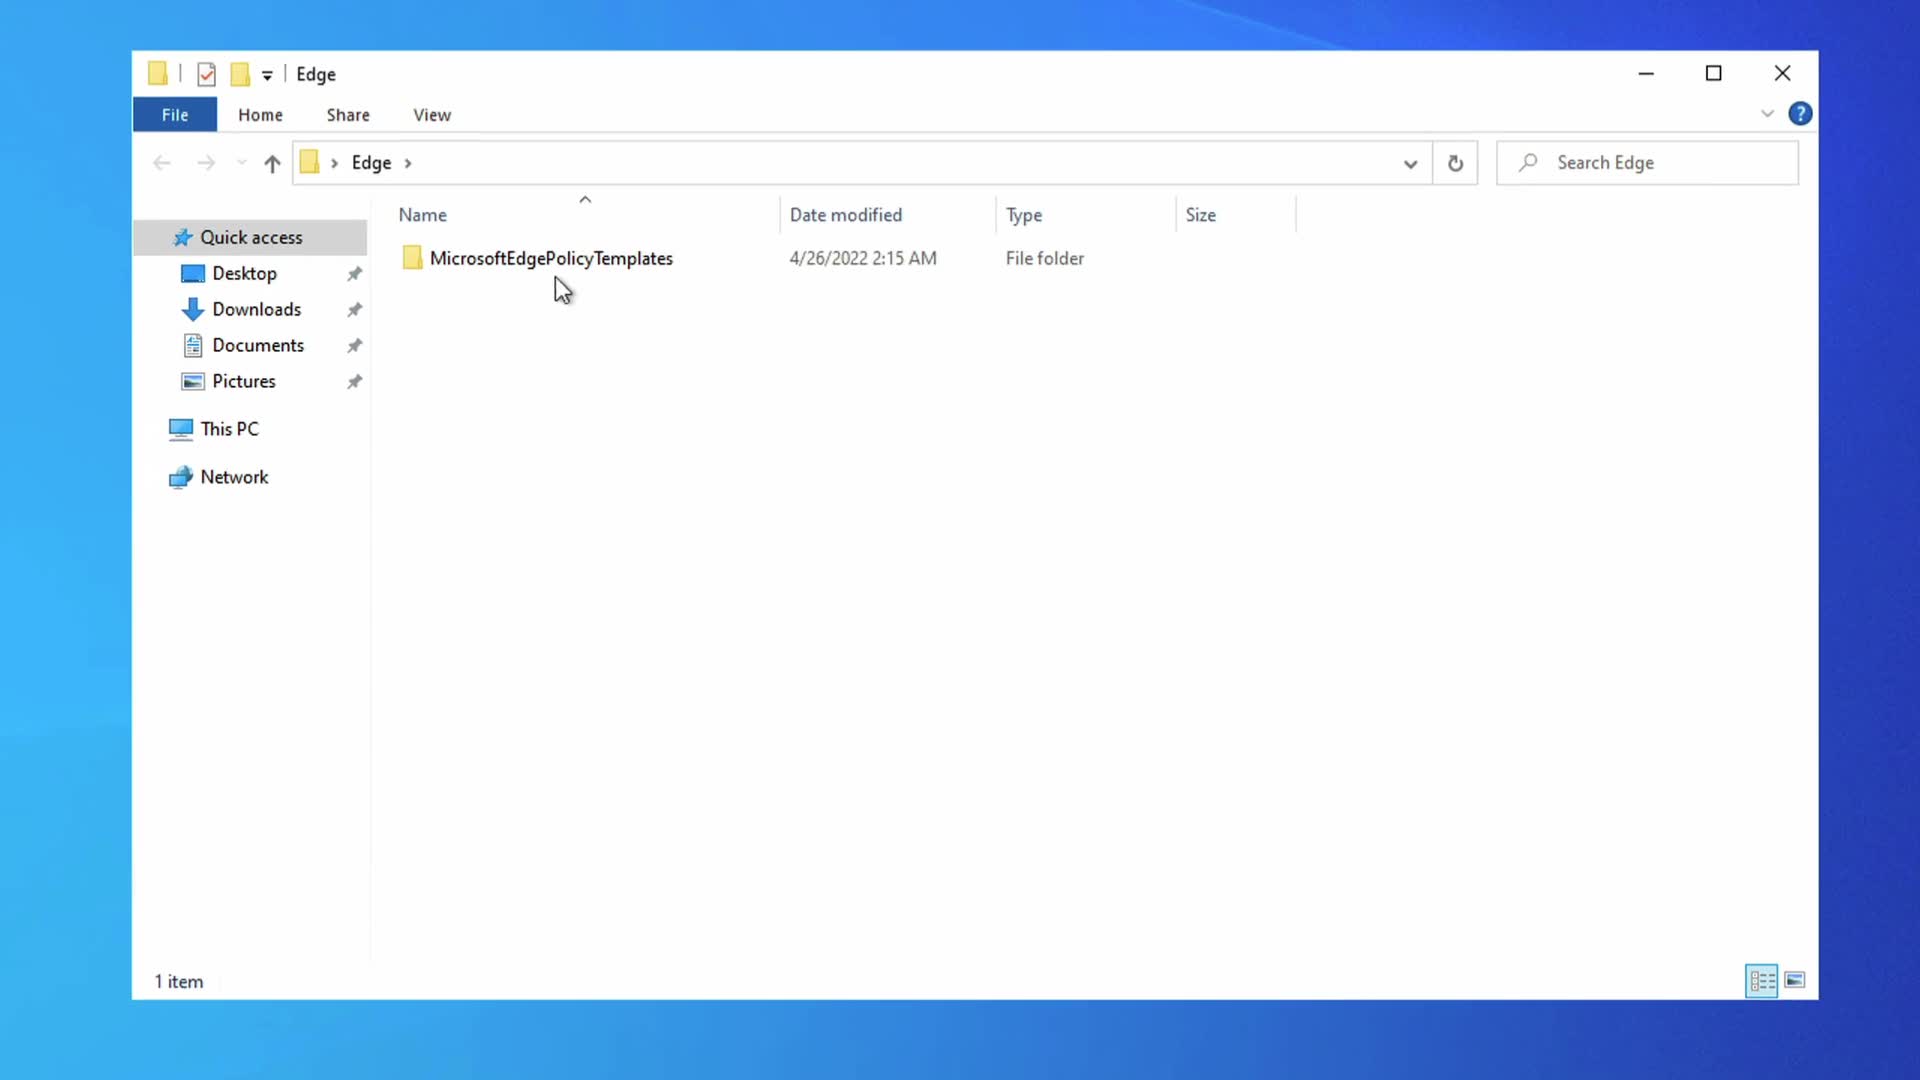 Edge
File Home Share View
Edge
Search Edge
Name Date modified Type Size
MicrosoftEdgePolicyTemplates 4/26/2022 2:15 AM File folder
Quick access
Desktop
Downloads
Documents
Pictures
This PC
Network
1 item